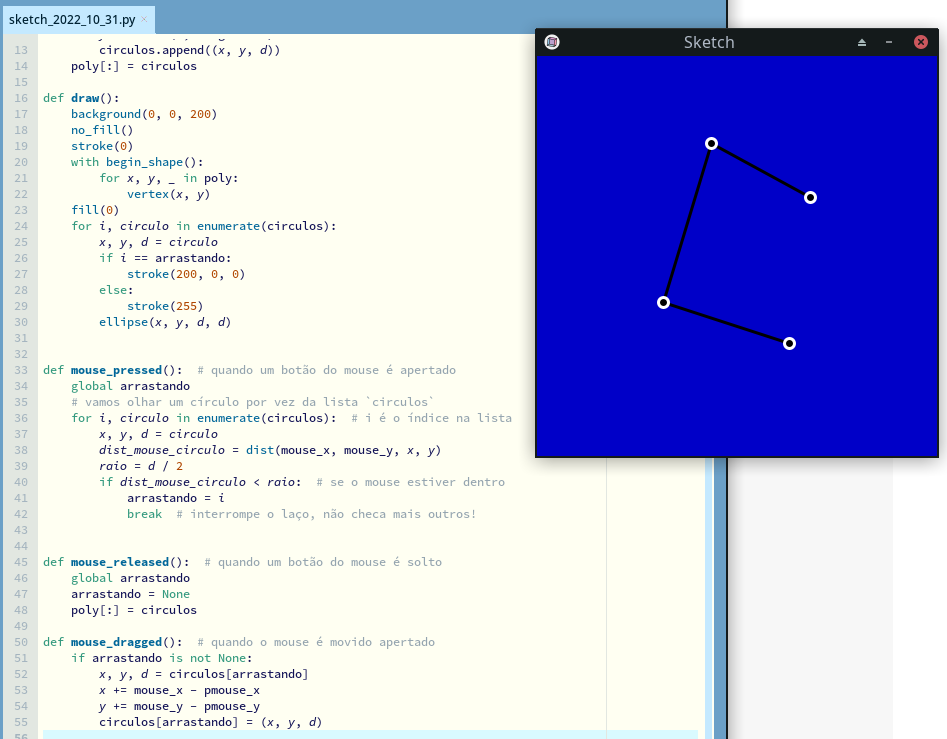 sketch_2022_10_31.py ×
Sketch
13 circulos.append((x, y, d))
14 poly[:] = circulos
15
16 def draw():
17 background(0, 0, 200)
18 no_fill()
19 stroke(0)
20 with begin_shape():
21 for x, y, _ in poly:
22 vertex(x, y)
23 fill(0)
24 for i, circulo in enumerate(circulos):
25 x, y, d = circulo
26 if i == arrastando:
27 stroke(200, 0, 0)
28 else:
29 stroke(255)
30 ellipse(x, y, d, d)
31
32
33 def mouse_pressed():  # quando um botão do mouse é apertado
34 global arrastando
35 # vamos olhar um círculo por vez da lista `circulos`
36 for i, circulo in enumerate(circulos):  # i é o índice na lista
37 x, y, d = circulo
38 dist_mouse_circulo = dist(mouse_x, mouse_y, x, y)
39 raio = d / 2
40 if dist_mouse_circulo < raio:  # se o mouse estiver dentro
41 arrastando = i
42 break  # interrompe o laço, não checa mais outros!
43
44
45 def mouse_released():  # quando um botão do mouse é solto
46 global arrastando
47 arrastando = None
48 poly[:] = circulos
49
50 def mouse_dragged():  # quando o mouse é movido apertado
51 if arrastando is not None:
52 x, y, d = circulos[arrastando]
53 x += mouse_x - pmouse_x
54 y += mouse_y - pmouse_y
55 circulos[arrastando] = (x, y, d)
56